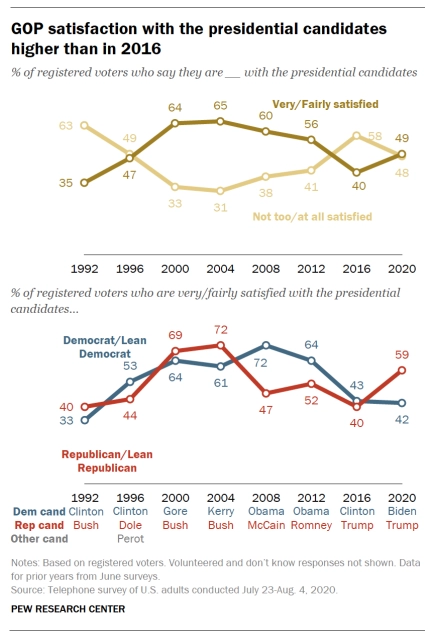 GOP satisfaction with the presidential candidates
higher than in 2016
% of registered voters who say they are __ with the presidential candidates
Very/Fairly satisfied
63 49 64 65 60 56 58 49
35 47 33 31 38 41 40 48
Not too/at all satisfied
1992 1996 2000 2004 2008 2012 2016 2020
% of registered voters who are very/fairly satisfied with the presidential
candidates...
Democrat/Lean
Democrat
40 53 69 72 72 64 43 59
33 44 64 61 47 52 40 42
Republican/Lean
Republican
1992 1996 2000 2004 2008 2012 2016 2020
Dem cand Clinton Clinton Gore Kerry Obama Obama Clinton Biden
Rep cand Bush Dole Bush Bush McCain Romney Trump Trump
Other cand Perot
Notes: Based on registered voters. Volunteered and don't know responses not shown. Data
for prior years from June surveys.
Source: Telephone survey of U.S. adults conducted July 23-Aug. 4, 2020.
PEW RESEARCH CENTER